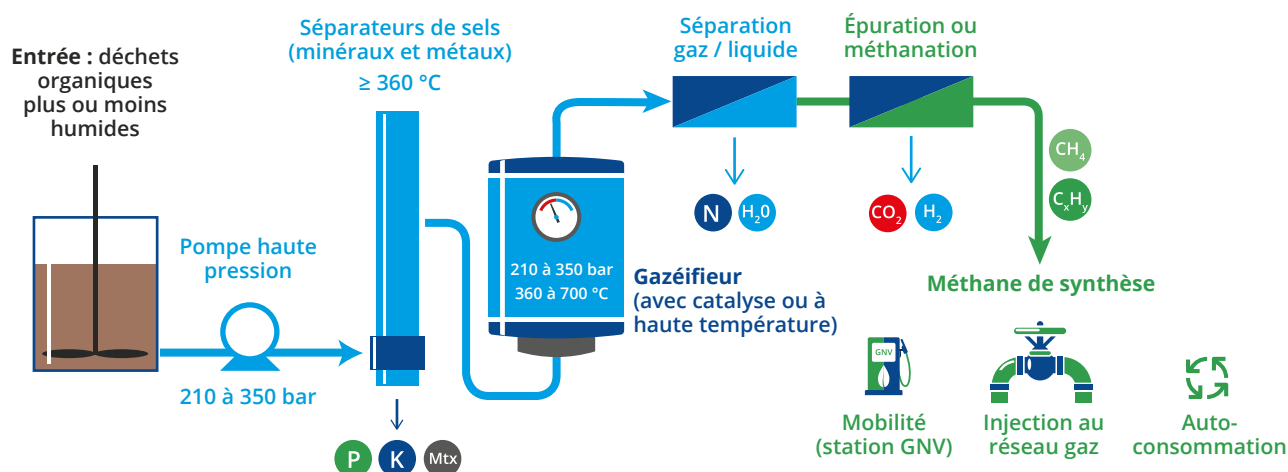 Entrée : déchets
organiques
plus ou moins
humides
Pompe haute
pression
210 à 350 bar
Séparateurs de sels
(minéraux et métaux)
≥ 360 °C
P K Mtx
210 à 350 bar
360 à 700 °C
Gazéifieur
(avec catalyse ou à
haute température)
Séparation
gaz / liquide
N H₂0
Épuration ou
méthanation
CO₂ H₂
CH₄
CₓHᵧ
Méthane de synthèse
GNV
Mobilité
(station GNV)
Injection au
réseau gaz
Auto-
consommation